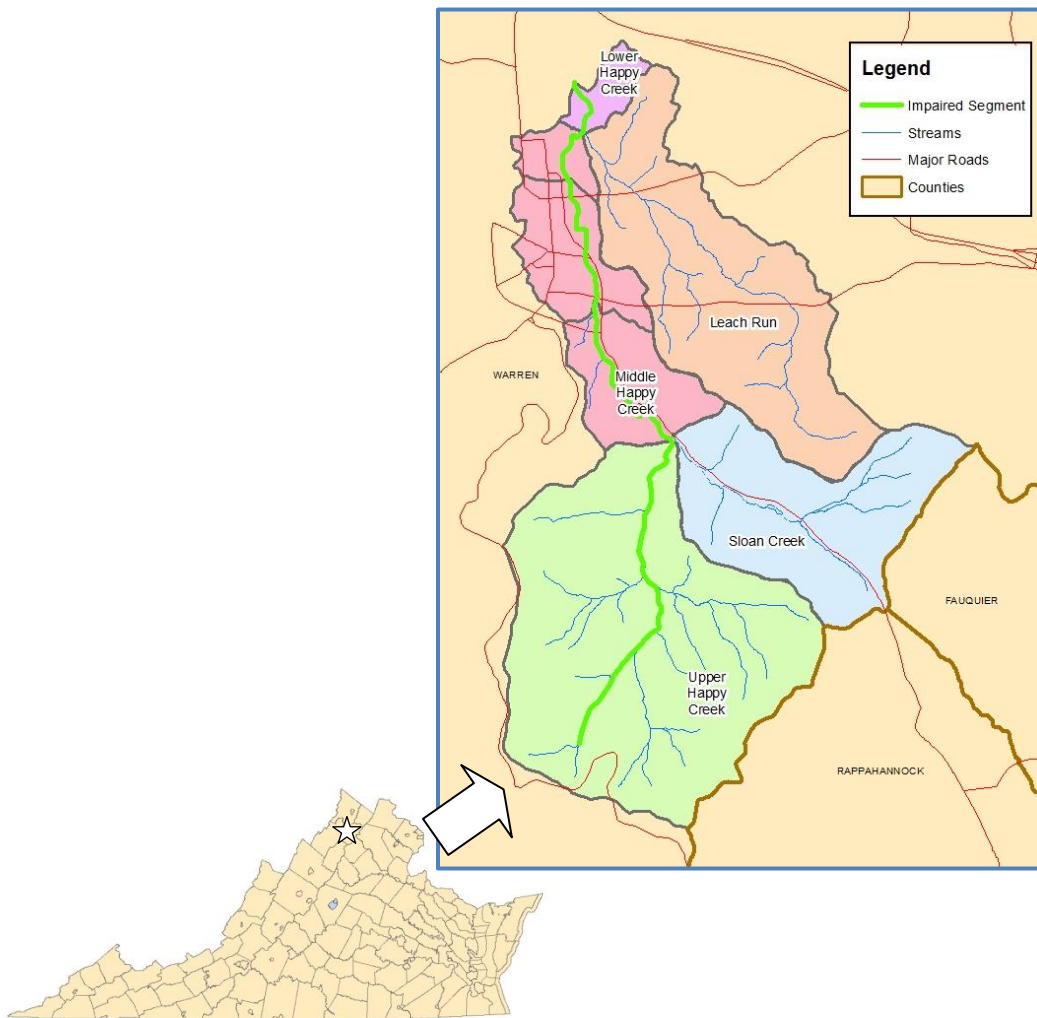 Lower
Happy
Creek
Legend
Impaired Segment
Streams
Major Roads
Counties
Leach Run
WARREN
Middle
Happy
Creek
Sloan Creek
FAUQUIER
Upper
Happy
Creek
RAPPAHANNOCK